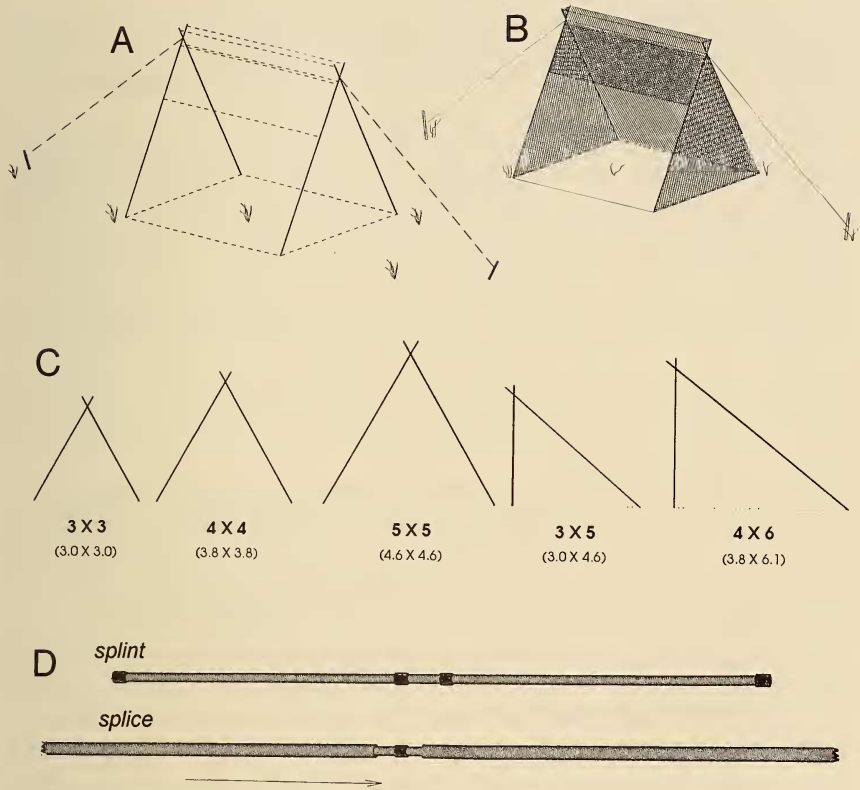 A
B
C
3 X 3
(3.0 X 3.0)
4 X 4
(3.8 X 3.8)
5 X 5
(4.6 X 4.6)
3 X 5
(3.0 X 4.6)
4 X 6
(3.8 X 6.1)
D
splint
splice